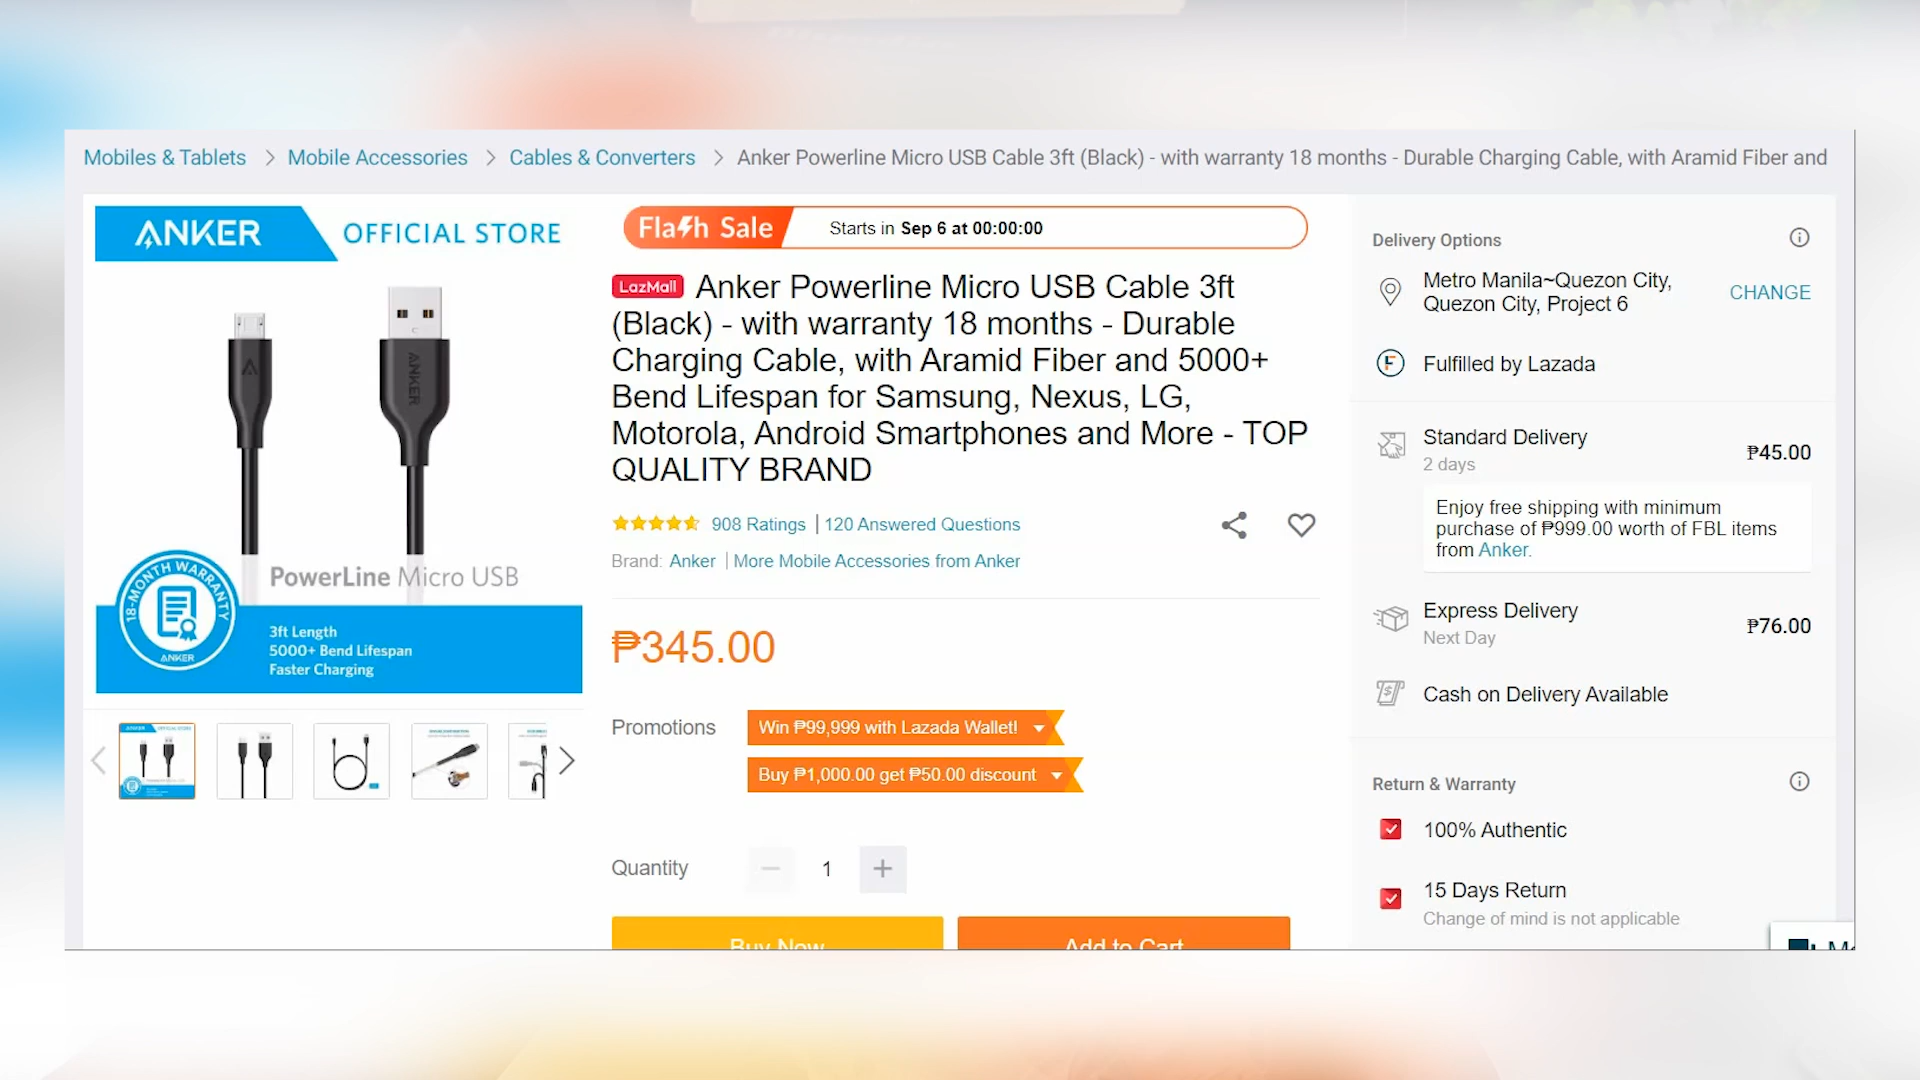 Mobiles & Tablets > Mobile Accessories > Cables & Converters > Anker Powerline Micro USB Cable 3ft (Black) - with warranty 18 months - Durable Charging Cable, with Aramid Fiber and
ANKER OFFICIAL STORE
ANKER
PowerLine Micro USB
18-MONTH WARRANTY
ANKER
3ft Length
5000+ Bend Lifespan
Faster Charging
Flash Sale
Starts in Sep 6 at 00:00:00
LazMall Anker Powerline Micro USB Cable 3ft
(Black) - with warranty 18 months - Durable
Charging Cable, with Aramid Fiber and 5000+
Bend Lifespan for Samsung, Nexus, LG,
Motorola, Android Smartphones and More - TOP
QUALITY BRAND
908 Ratings | 120 Answered Questions
Brand: Anker | More Mobile Accessories from Anker
₱345.00
Promotions
Win ₱99,999 with Lazada Wallet!
Buy ₱1,000.00 get ₱50.00 discount
Quantity
1
Buy Now
Add to Cart
Delivery Options
Metro Manila~Quezon City,
Quezon City, Project 6
CHANGE
Fulfilled by Lazada
Standard Delivery
2 days
₱45.00
Enjoy free shipping with minimum
purchase of ₱999.00 worth of FBL items
from Anker.
Express Delivery
Next Day
₱76.00
Cash on Delivery Available
Return & Warranty
100% Authentic
15 Days Return
Change of mind is not applicable